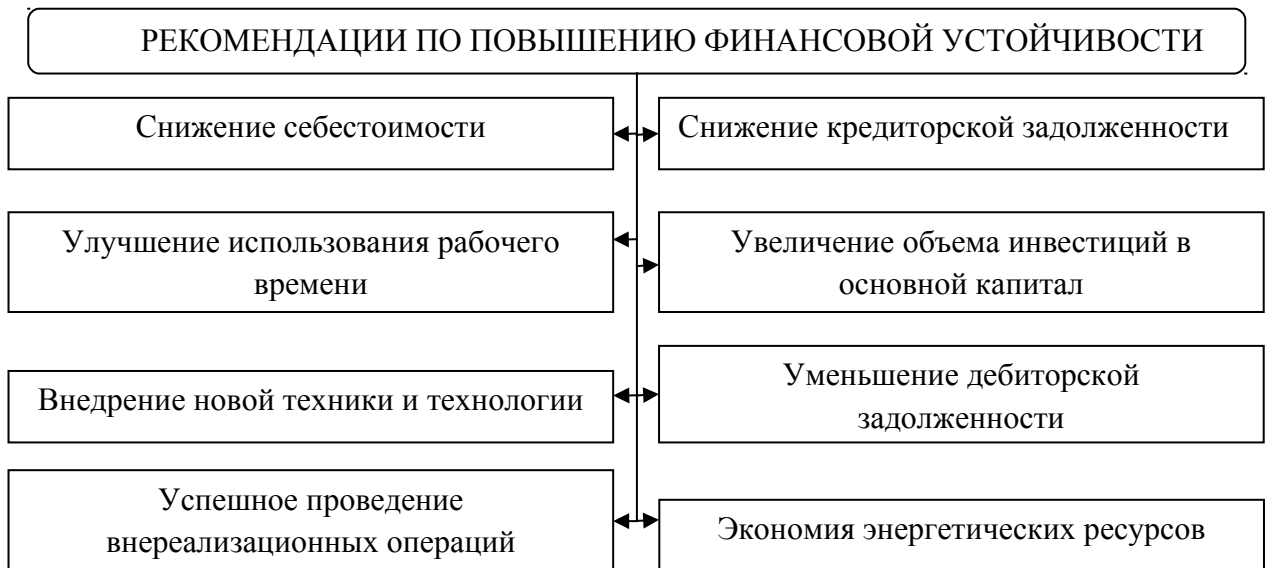 РЕКОМЕНДАЦИИ ПО ПОВЫШЕНИЮ ФИНАНСОВОЙ УСТОЙЧИВОСТИ
Снижение себестоимости
Снижение кредиторской задолженности
Улучшение использования рабочего
времени
Увеличение объема инвестиций в
основной капитал
Внедрение новой техники и технологии
Уменьшение дебиторской
задолженности
Успешное проведение
внереализационных операций
Экономия энергетических ресурсов